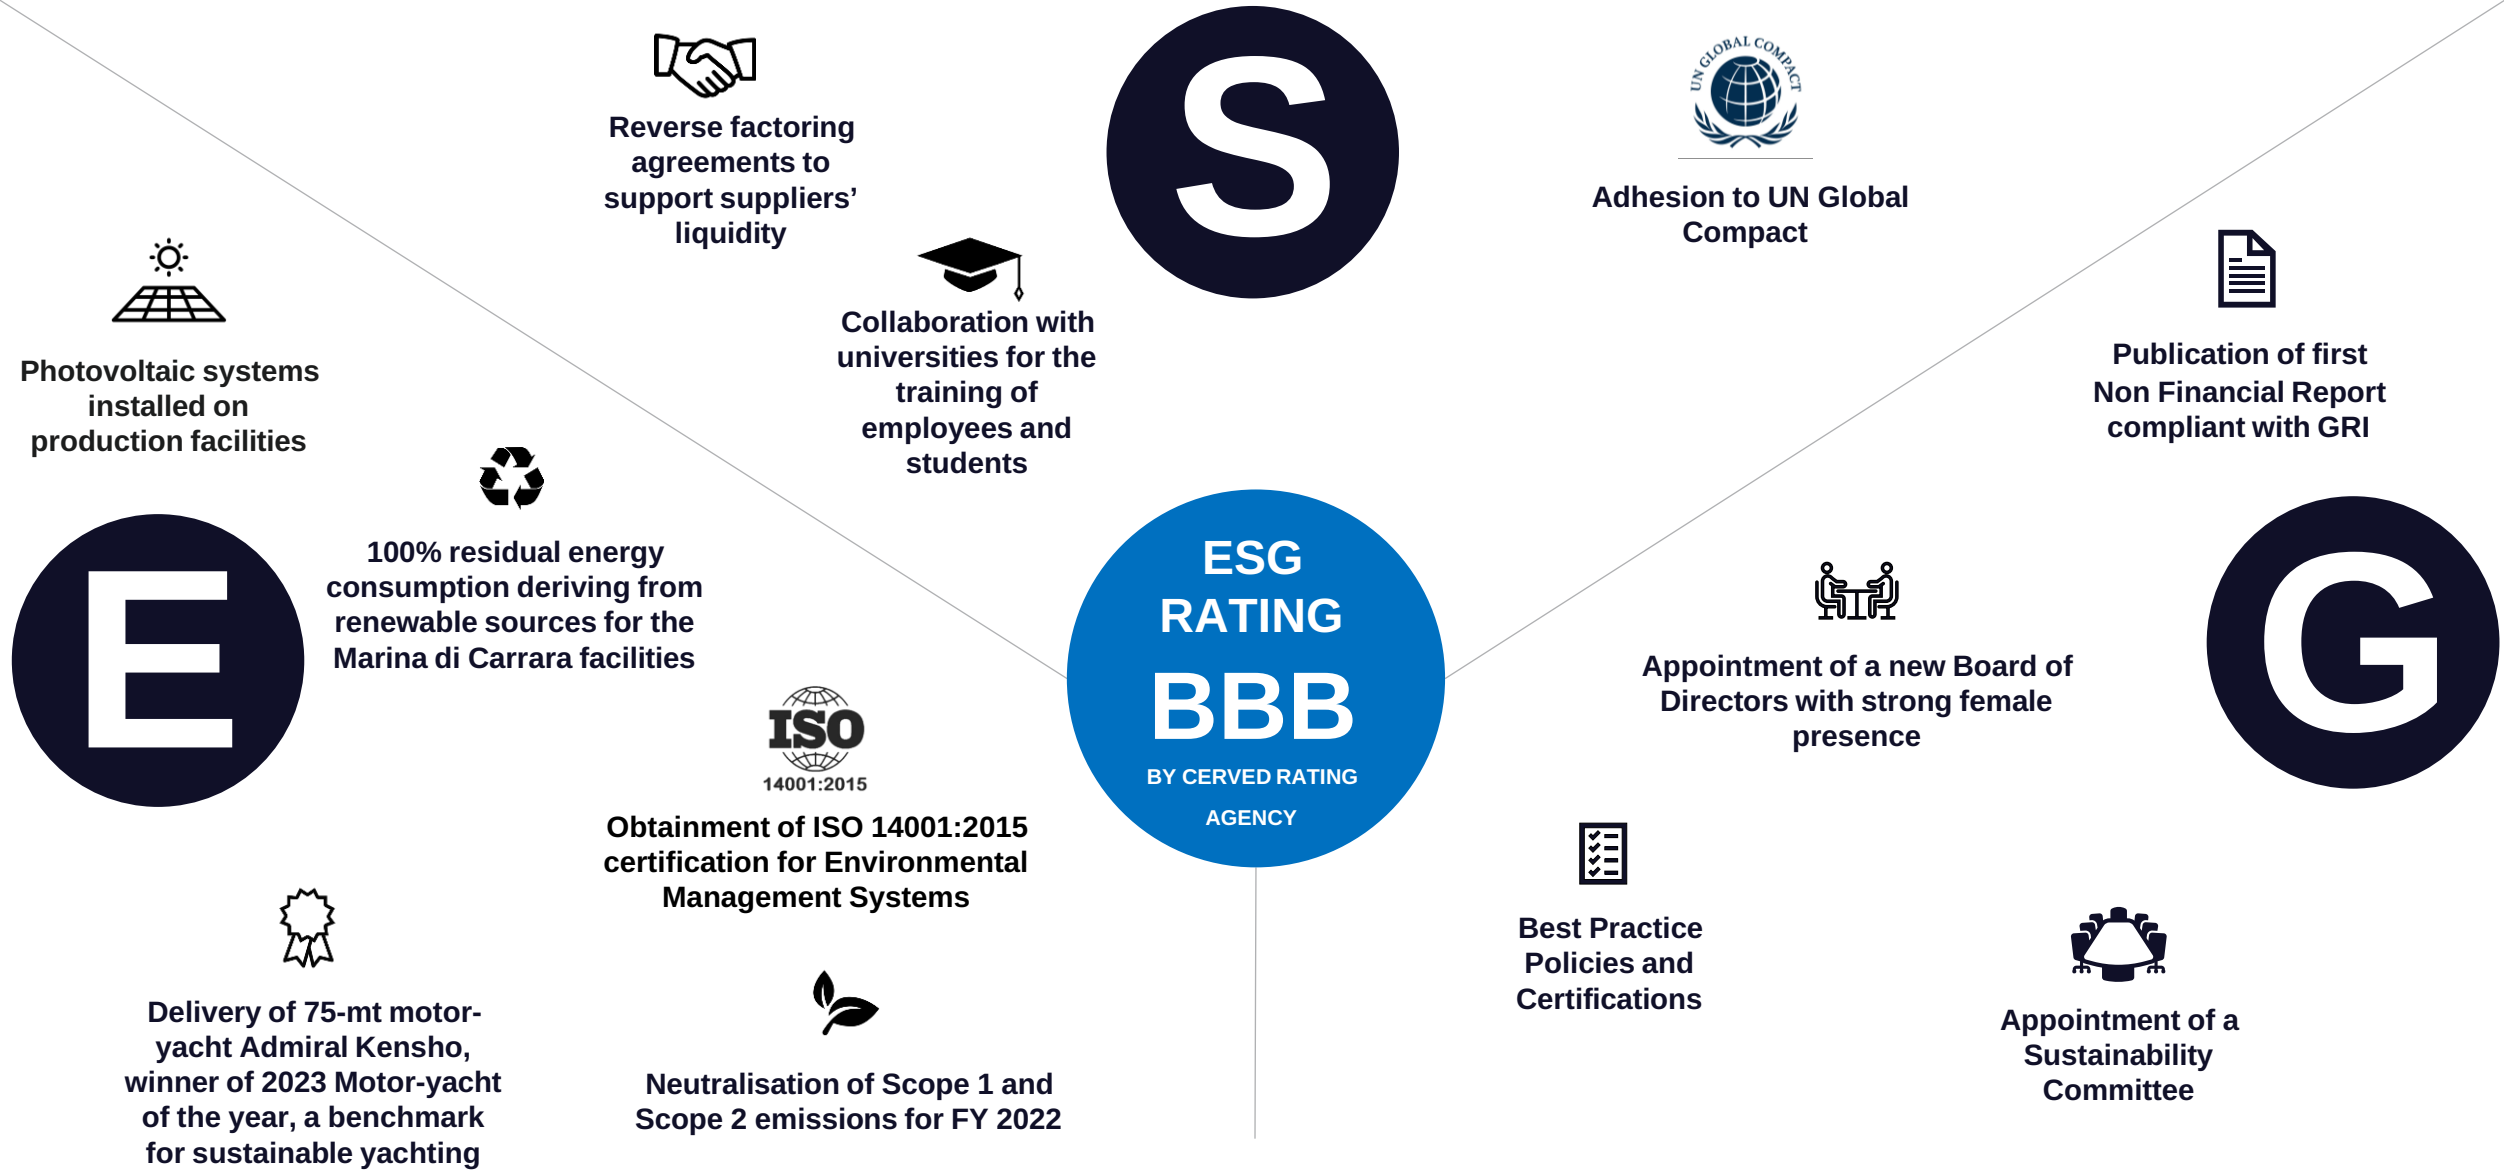 Reverse factoring
agreements to
support suppliers’
liquidity
S
UN GLOBAL COMPACT
Adhesion to UN Global
Compact
Collaboration with
universities for the
training of
employees and
students
Photovoltaic systems
installed on
production facilities
E
100% residual energy
consumption deriving from
renewable sources for the
Marina di Carrara facilities
ISO
14001:2015
Obtainment of ISO 14001:2015
certification for Environmental
Management Systems
Delivery of 75-mt motor-
yacht Admiral Kensho,
winner of 2023 Motor-yacht
of the year, a benchmark
for sustainable yachting
Neutralisation of Scope 1 and
Scope 2 emissions for FY 2022
ESG
RATING
BBB
BY CERVED RATING
AGENCY
Publication of first
Non Financial Report
compliant with GRI
G
Appointment of a new Board of
Directors with strong female
presence
Best Practice
Policies and
Certifications
Appointment of a
Sustainability
Committee